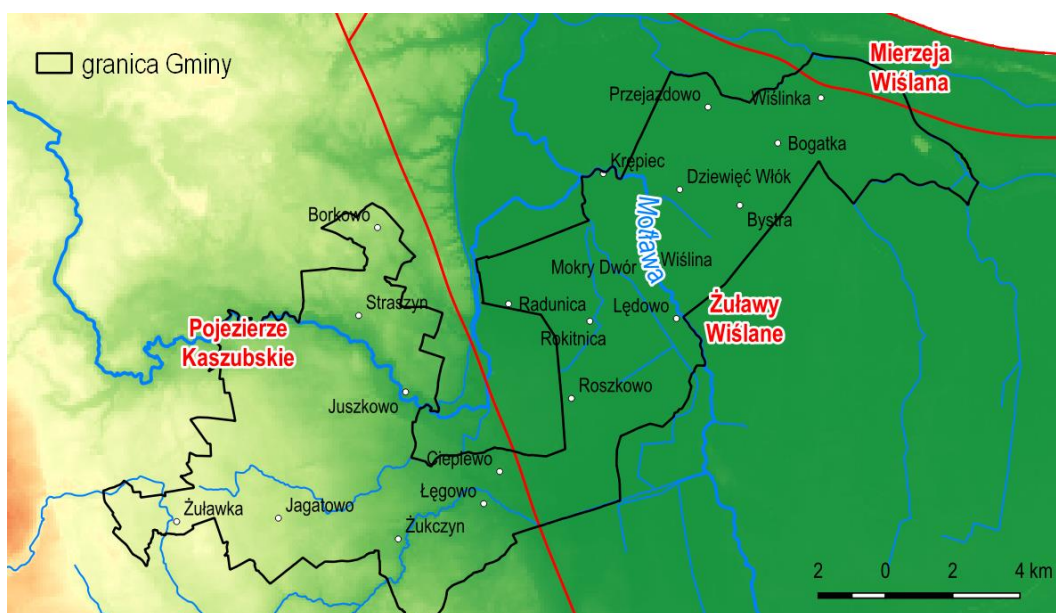 granica Gminy
Mierzeja
Wiślana
Przejazdowo
Wiślinka
Bogatka
Krępiec
Dziewięć Włók
Bystra
Borkowo
Motława
Mokry Dwór
Wiślina
Straszyn
Radunica
Lędowo
Żuławy
Wiślane
Pojezierze
Kaszubskie
Rokitnica
Juszkowo
Roszkowo
Cieplewo
Łęgowo
Żuławka
Jagatowo
Żukczyn
2 0 2 4 km